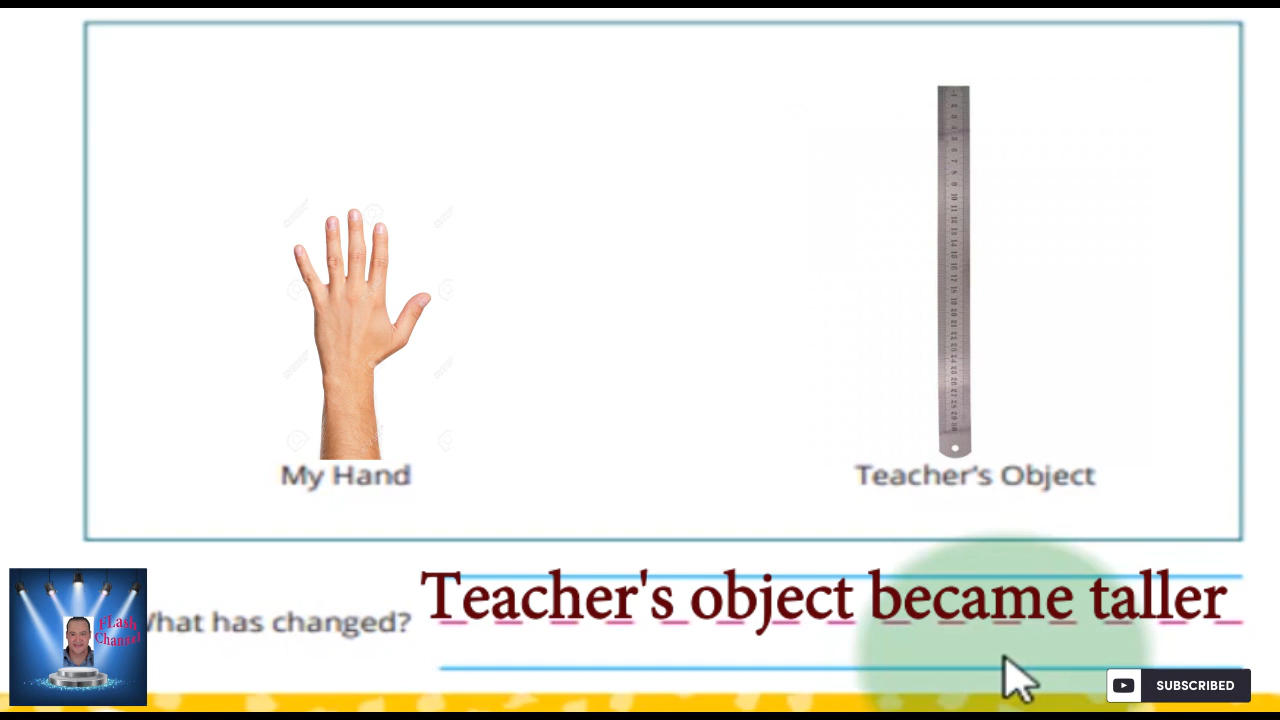 My Hand
Teacher's Object
What has changed?
Teacher's object became taller
FLash
Channel
SUBSCRIBED